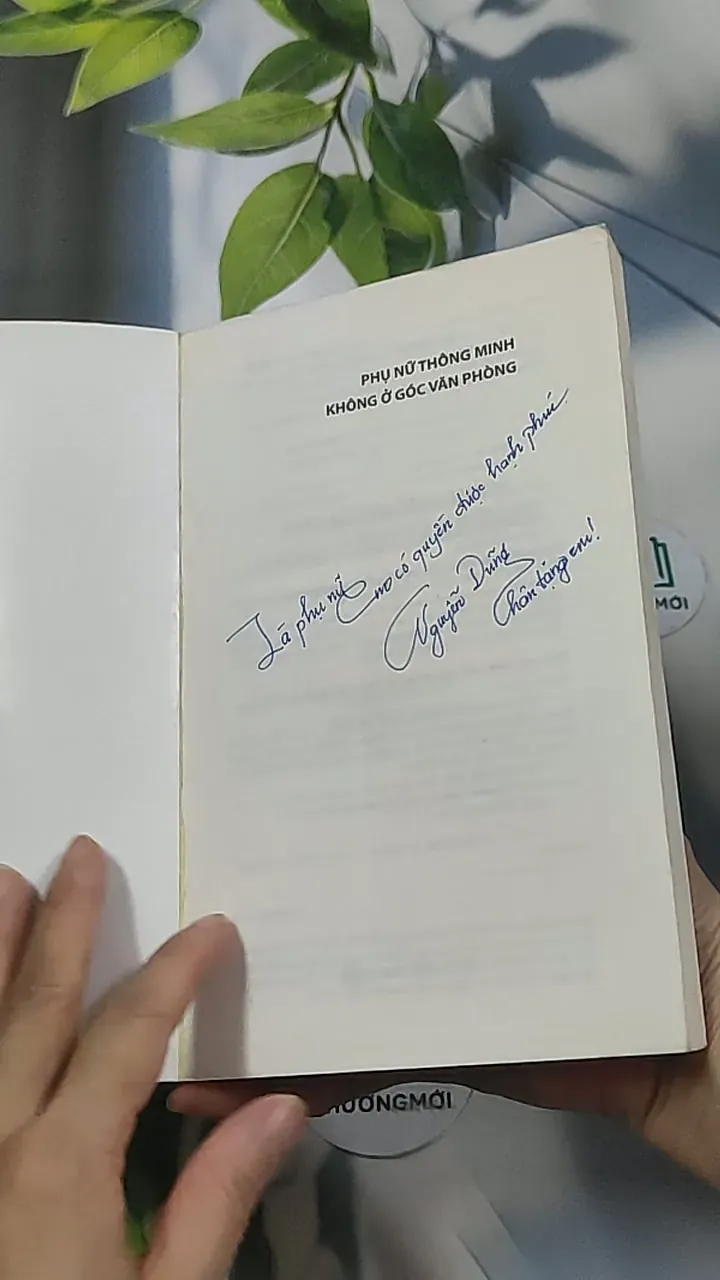 PHỤ NỮ THÔNG MINH
KHÔNG Ở GÓC VĂN PHÒNG
Là phụ nữ có quyền được hạnh phúc
Nguyễn Dũng
Thân tặng em!
MỚI
HƯƠNGMỚI